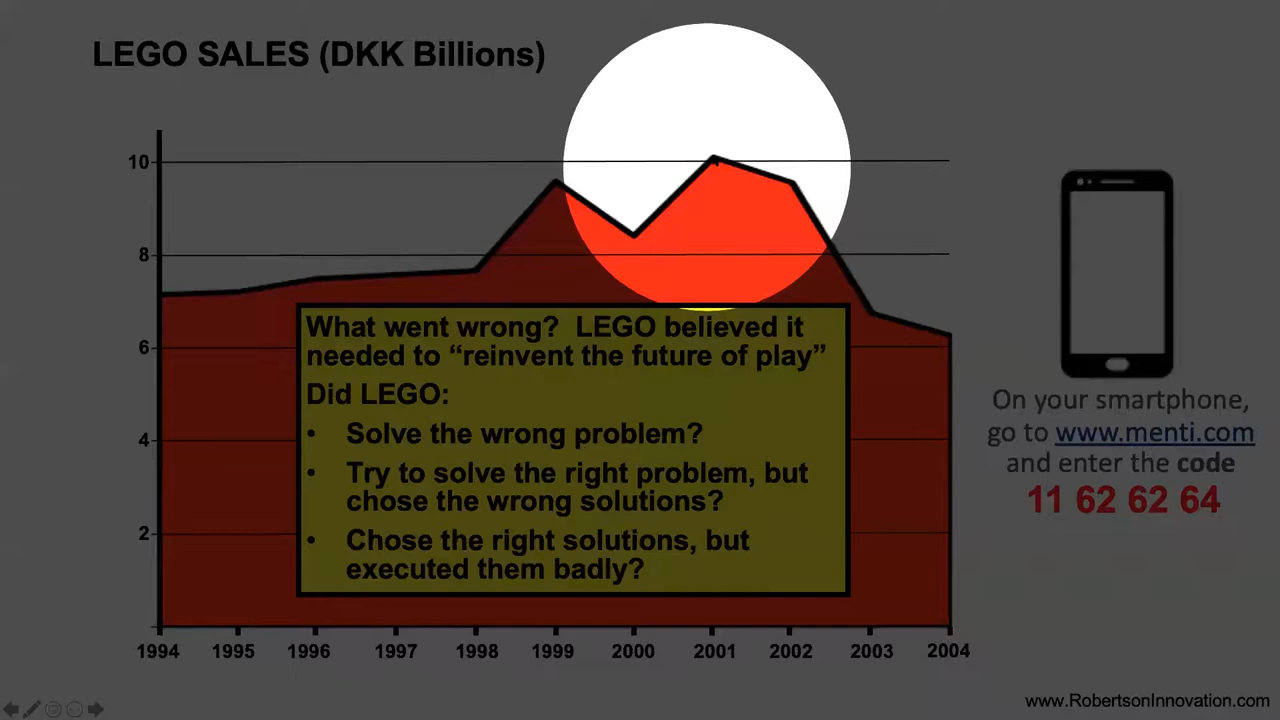 LEGO SALES (DKK Billions)
10
8
6
4
2
What went wrong?  LEGO believed it
needed to “reinvent the future of play”
Did LEGO:
• Solve the wrong problem?
• Try to solve the right problem, but
chose the wrong solutions?
• Chose the right solutions, but
executed them badly?
1994 1995 1996 1997 1998 1999 2000 2001 2002 2003 2004
On your smartphone,
go to www.menti.com
and enter the code
11 62 62 64
www.RobertsonInnovation.com